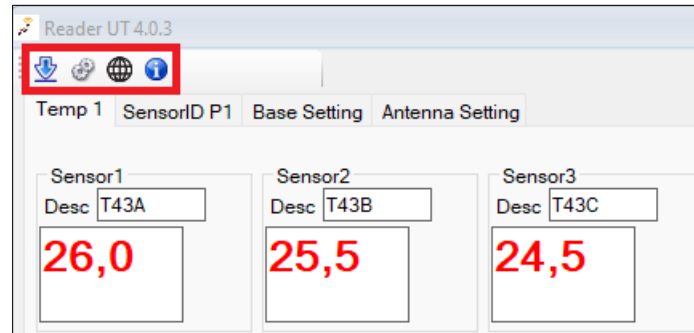 Reader UT 4.0.3
Temp 1 SensorID P1 Base Setting Antenna Setting
Sensor1 Sensor2 Sensor3
Desc T43A Desc T43B Desc T43C
26,0 25,5 24,5